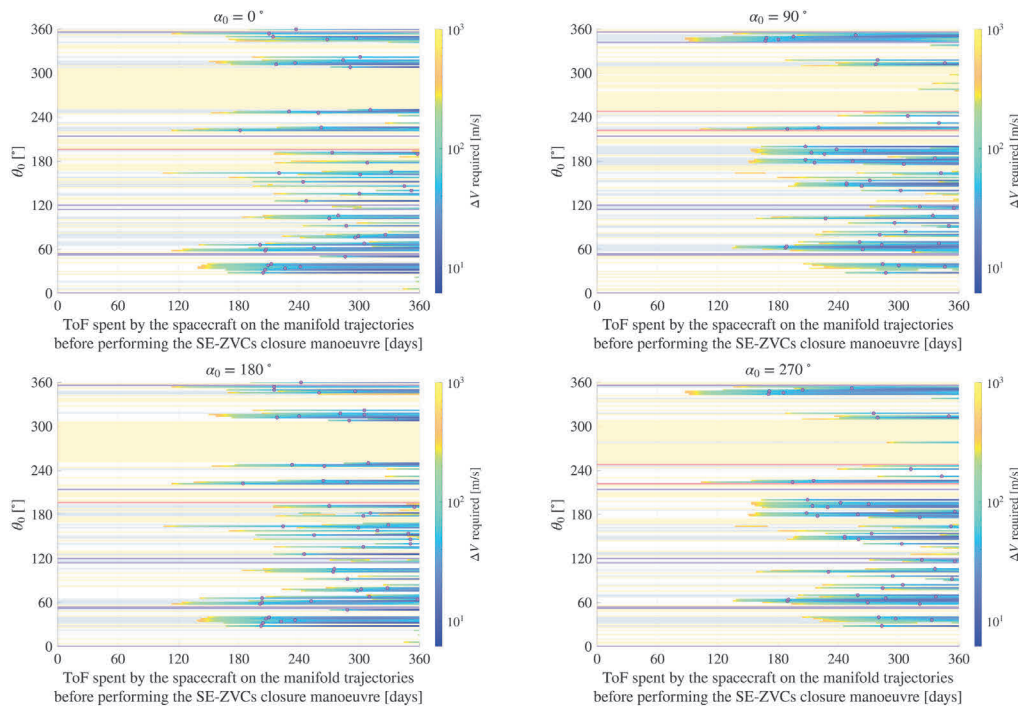 α₀ = 0°
360
300
240
180
120
60
0
θ₀ [°]
0 60 120 180 240 300 360
ToF spent by the spacecraft on the manifold trajectories
before performing the SE-ZVCs closure manoeuvre [days]
10³
10²
10¹
ΔV required [m/s]
α₀ = 90°
360
300
240
180
120
60
0
θ₀ [°]
0 60 120 180 240 300 360
ToF spent by the spacecraft on the manifold trajectories
before performing the SE-ZVCs closure manoeuvre [days]
10³
10²
10¹
ΔV required [m/s]
α₀ = 180°
360
300
240
180
120
60
0
θ₀ [°]
0 60 120 180 240 300 360
ToF spent by the spacecraft on the manifold trajectories
before performing the SE-ZVCs closure manoeuvre [days]
10³
10²
10¹
ΔV required [m/s]
α₀ = 270°
360
300
240
180
120
60
0
θ₀ [°]
0 60 120 180 240 300 360
ToF spent by the spacecraft on the manifold trajectories
before performing the SE-ZVCs closure manoeuvre [days]
10³
10²
10¹
ΔV required [m/s]